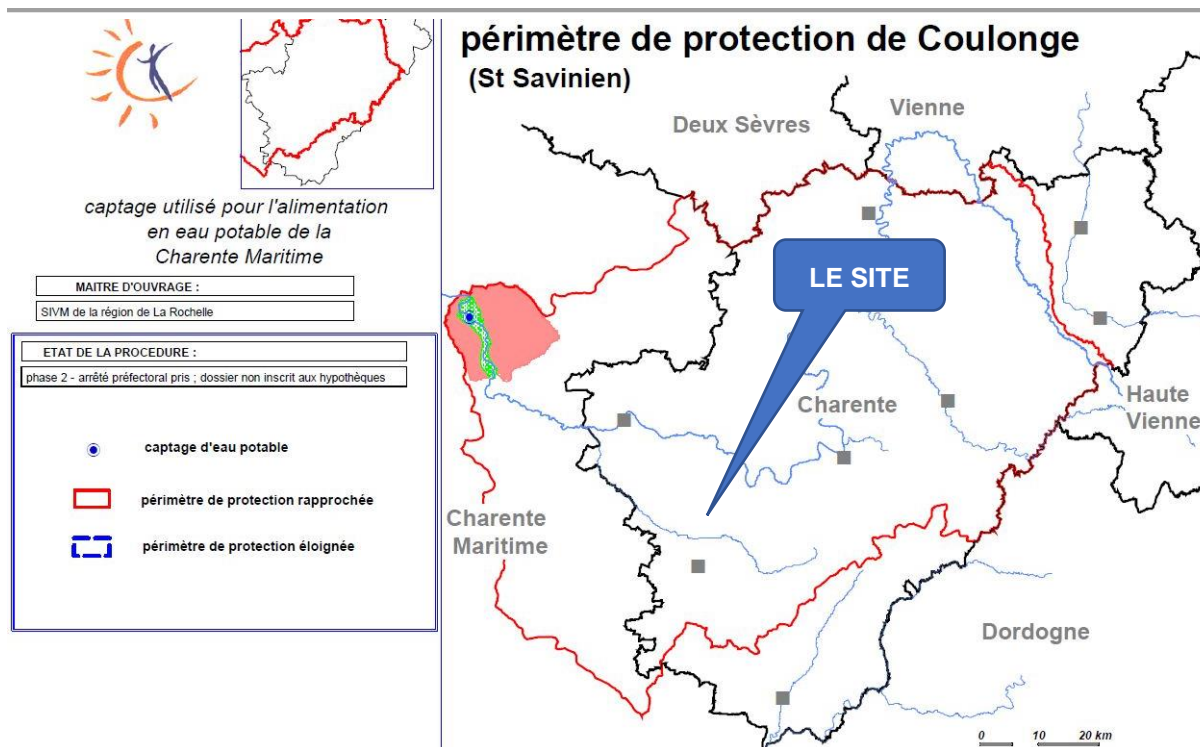 périmètre de protection de Coulonge
(St Savinien)
captage utilisé pour l'alimentation
en eau potable de la
Charente Maritime
MAITRE D'OUVRAGE :
SIVM de la région de La Rochelle
ETAT DE LA PROCEDURE :
phase 2 - arrêté préfectoral pris ; dossier non inscrit aux hypothèques
captage d'eau potable
périmètre de protection rapprochée
périmètre de protection éloignée
Deux Sèvres
Vienne
LE SITE
Charente
Haute
Vienne
Charente
Maritime
Dordogne
0 10 20 km